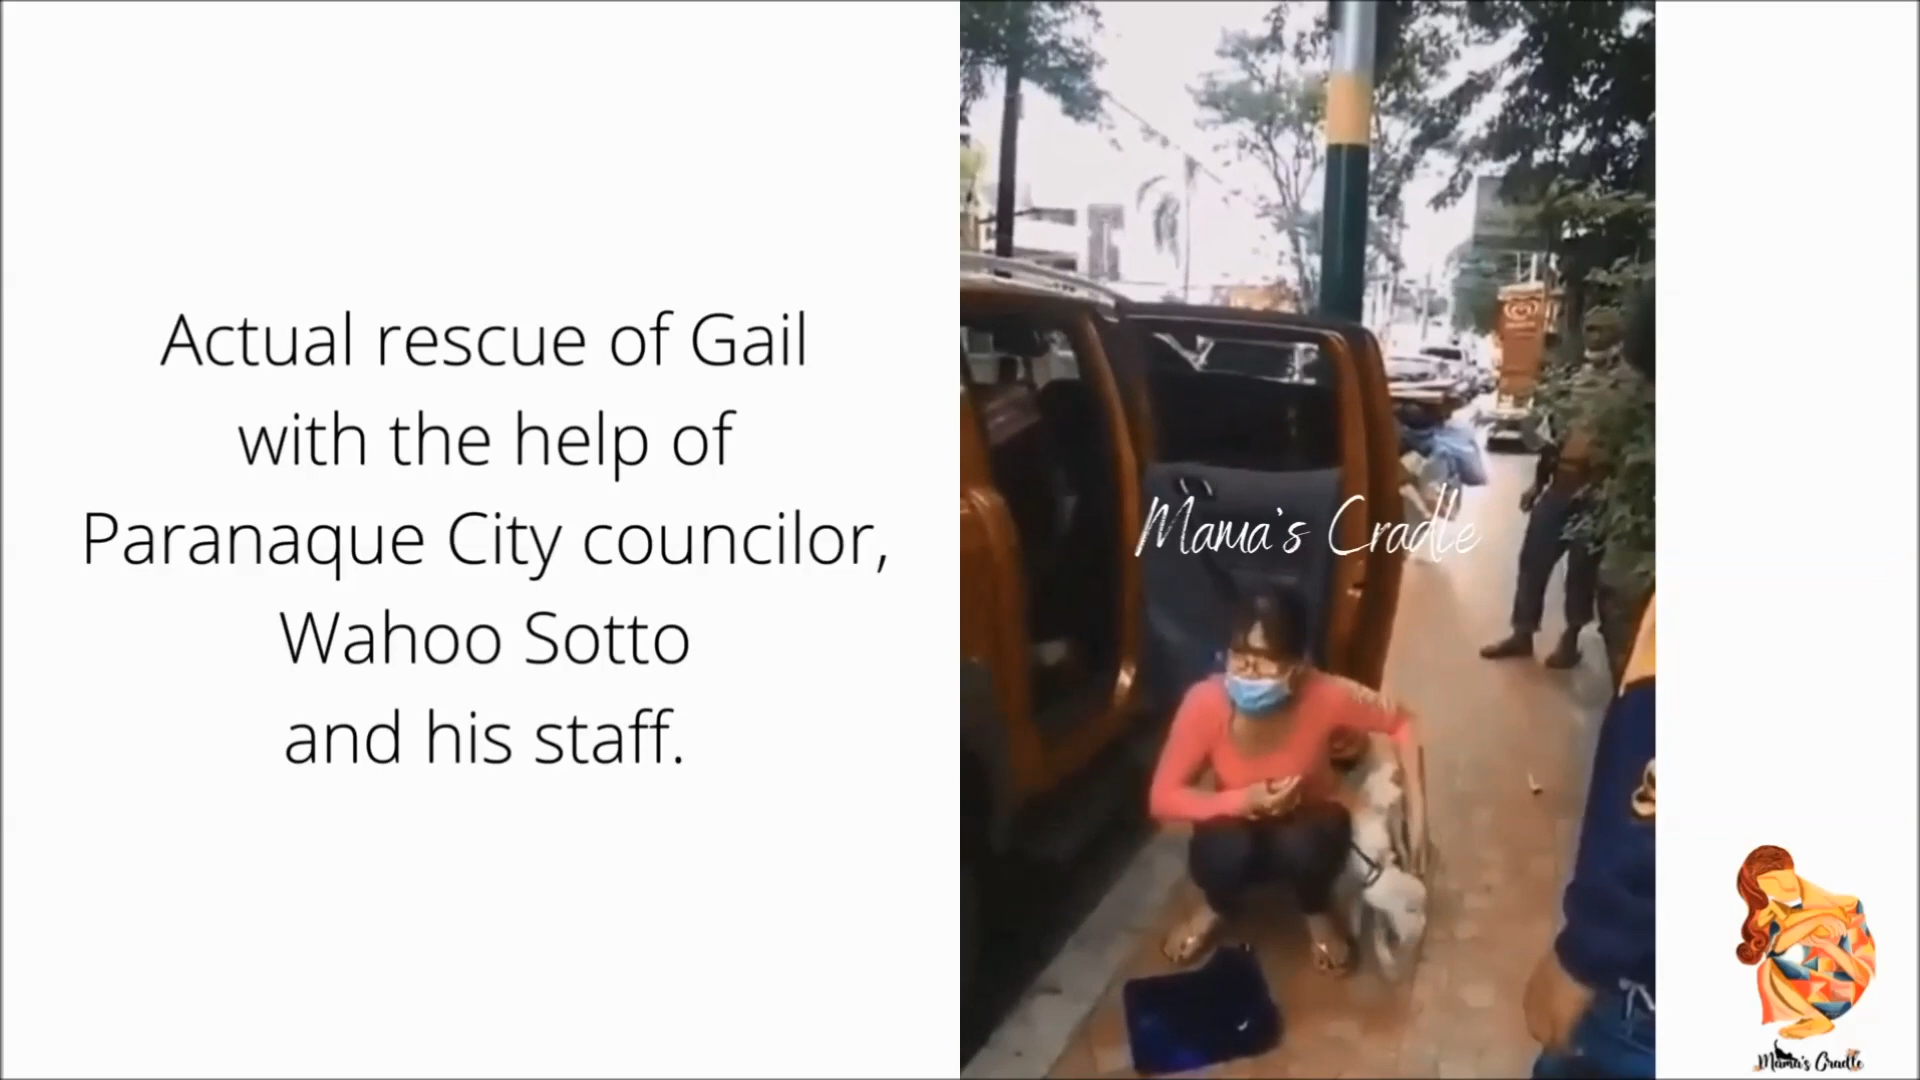 Actual rescue of Gail
with the help of
Paranaque City councilor,
Wahoo Sotto
and his staff.
Mama's Cradle
Mama's Cradle